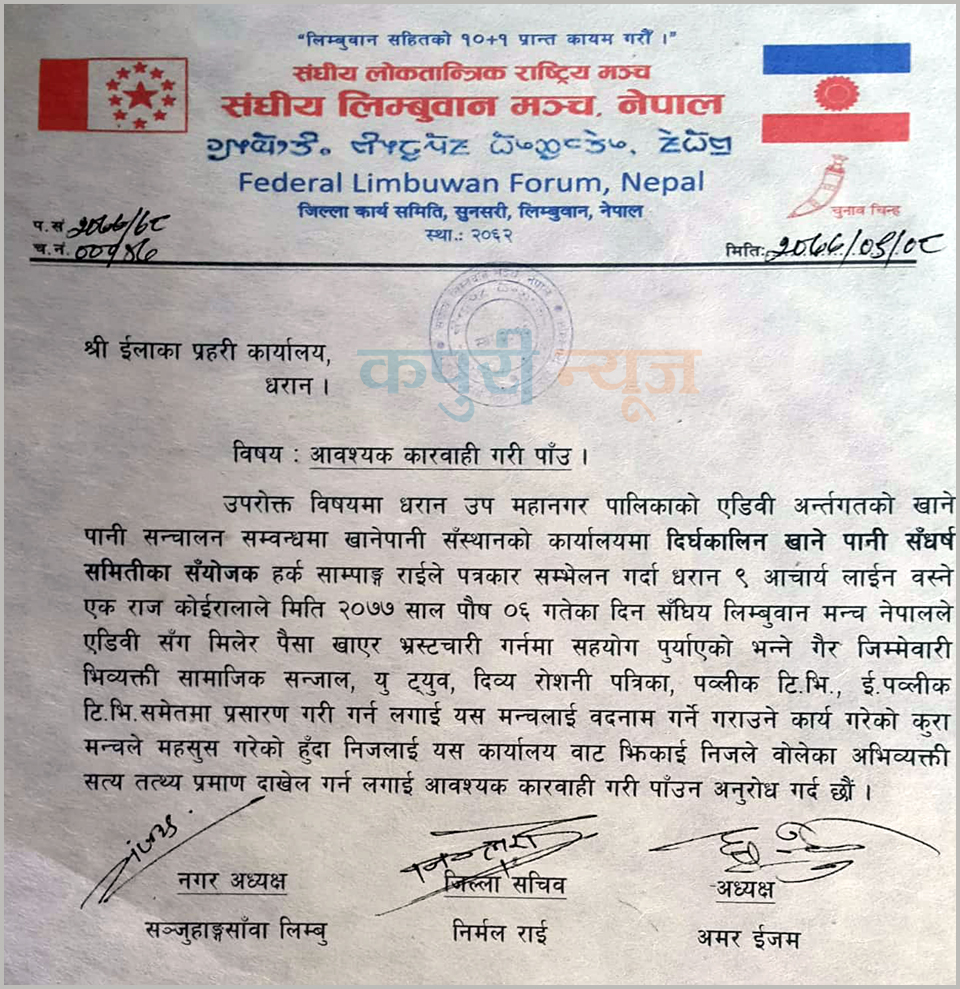 “लिम्बुवान सहितको १०+१ प्रान्त कायम गरौं ।”
संघीय लोकतान्त्रिक राष्ट्रिय मञ्च
संघीय लिम्बुवान मञ्च, नेपाल
Federal Limbuwan Forum, Nepal
जिल्ला कार्य समिति, सुनसरी, लिम्बुवान, नेपाल
स्था.: २०६२
चुनाव चिन्ह
प.सं
च.नं.
मितिः
श्री ईलाका प्रहरी कार्यालय,
कपुरी न्यूज
धरान ।
विषय : आवश्यक कारवाही गरी पाँउ ।
उपरोक्त विषयमा धरान उप महानगर पालिकाको एडिवी अर्न्तगतको खाने
पानी सन्चालन सम्वन्धमा खानेपानी सँस्थानको कार्यालयमा दिर्घकालिन खाने पानी सँधर्ष
समितीका सँयोजक हर्क साम्पाङ्ग राईले पत्रकार सम्भेलन गर्दा धरान ९ आचार्य लाईन वस्ने
एक राज कोईरालाले मिति २०७७ साल पौष ०६ गतेका दिन सँघिय लिम्बुवान मन्च नेपालले
एडिवी सँग मिलेर पैसा खाएर भ्रस्टचारी गर्नमा सहयोग पुर्याएको भन्ने गैर जिम्मेवारी
भिव्यक्ती सामाजिक सन्जाल, यु ट्युव, दिव्य रोशनी पत्रिका, पव्लीक टि.भि., ई.पव्लीक
टि.भि.समेतमा प्रसारण गरी गर्न लगाई यस मन्चलाई वदनाम गर्ने गराउने कार्य गरेको कुरा
मन्चले महसुस गरेको हुँदा निजलाई यस कार्यालय वाट झिकाई निजले वोलेका अभिव्यक्ती
सत्य तत्थ्य प्रमाण दाखेल गर्न लगाई आवश्यक कारवाही गरी पाँउन अनुरोध गर्द छौं ।
नगर अध्यक्ष
जिल्ला सचिव
अध्यक्ष
सञ्जुहाङ्गसाँवा लिम्बु
निर्मल राई
अमर ईजम